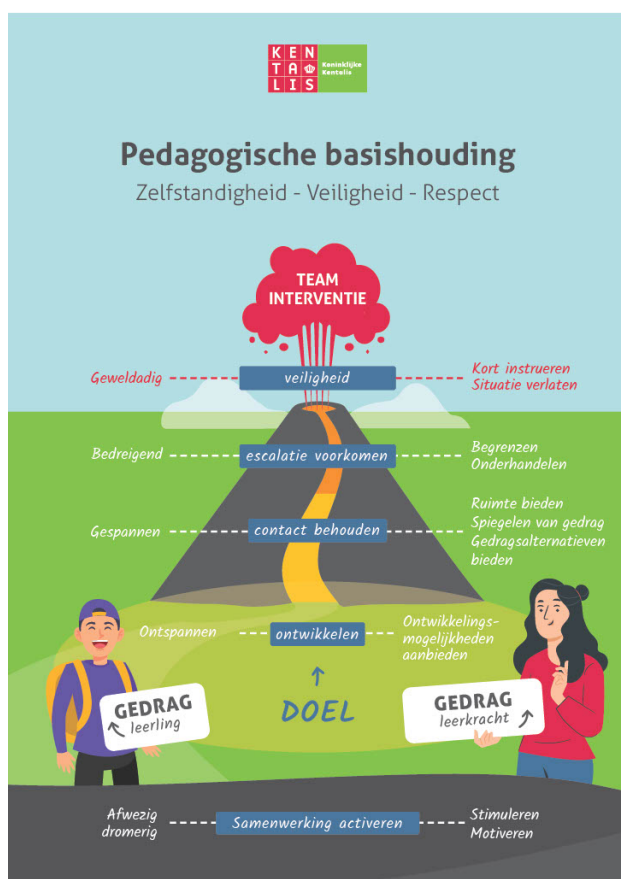 KEN
TA
LIS
Koninklijke
Kentalis
Pedagogische basishouding
Zelfstandigheid - Veiligheid - Respect
TEAM
INTERVENTIE
Geweldadig
veiligheid
Kort instrueren
Situatie verlaten
Bedreigend
escalatie voorkomen
Begrenzen
Onderhandelen
Gespannen
contact behouden
Ruimte bieden
Spiegelen van gedrag
Gedragsalternatieven
bieden
Ontspannen
ontwikkelen
Ontwikkelings-
mogelijkheden
aanbieden
DOEL
GEDRAG
leerling
GEDRAG
leerkracht
Afwezig
dromerig
Samenwerking activeren
Stimuleren
Motiveren